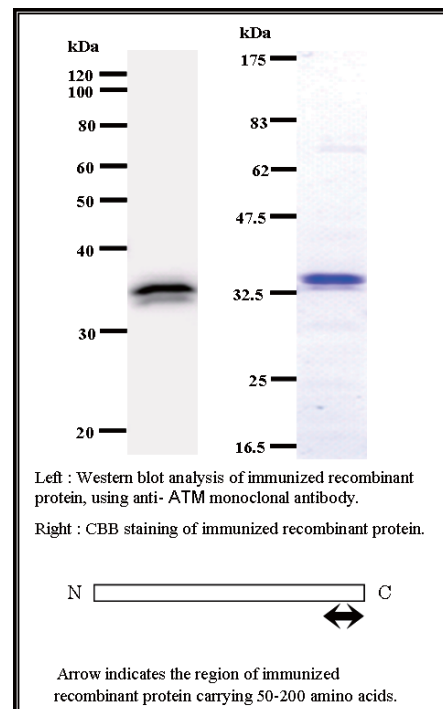 kDa
120
100
80
60
50
40
30
20
kDa
175
83
62
47.5
32.5
25
16.5
Left : Western blot analysis of immunized recombinant
protein, using anti- ATM monoclonal antibody.
Right : CBB staining of immunized recombinant protein.
N C
Arrow indicates the region of immunized
recombinant protein carrying 50-200 amino acids.